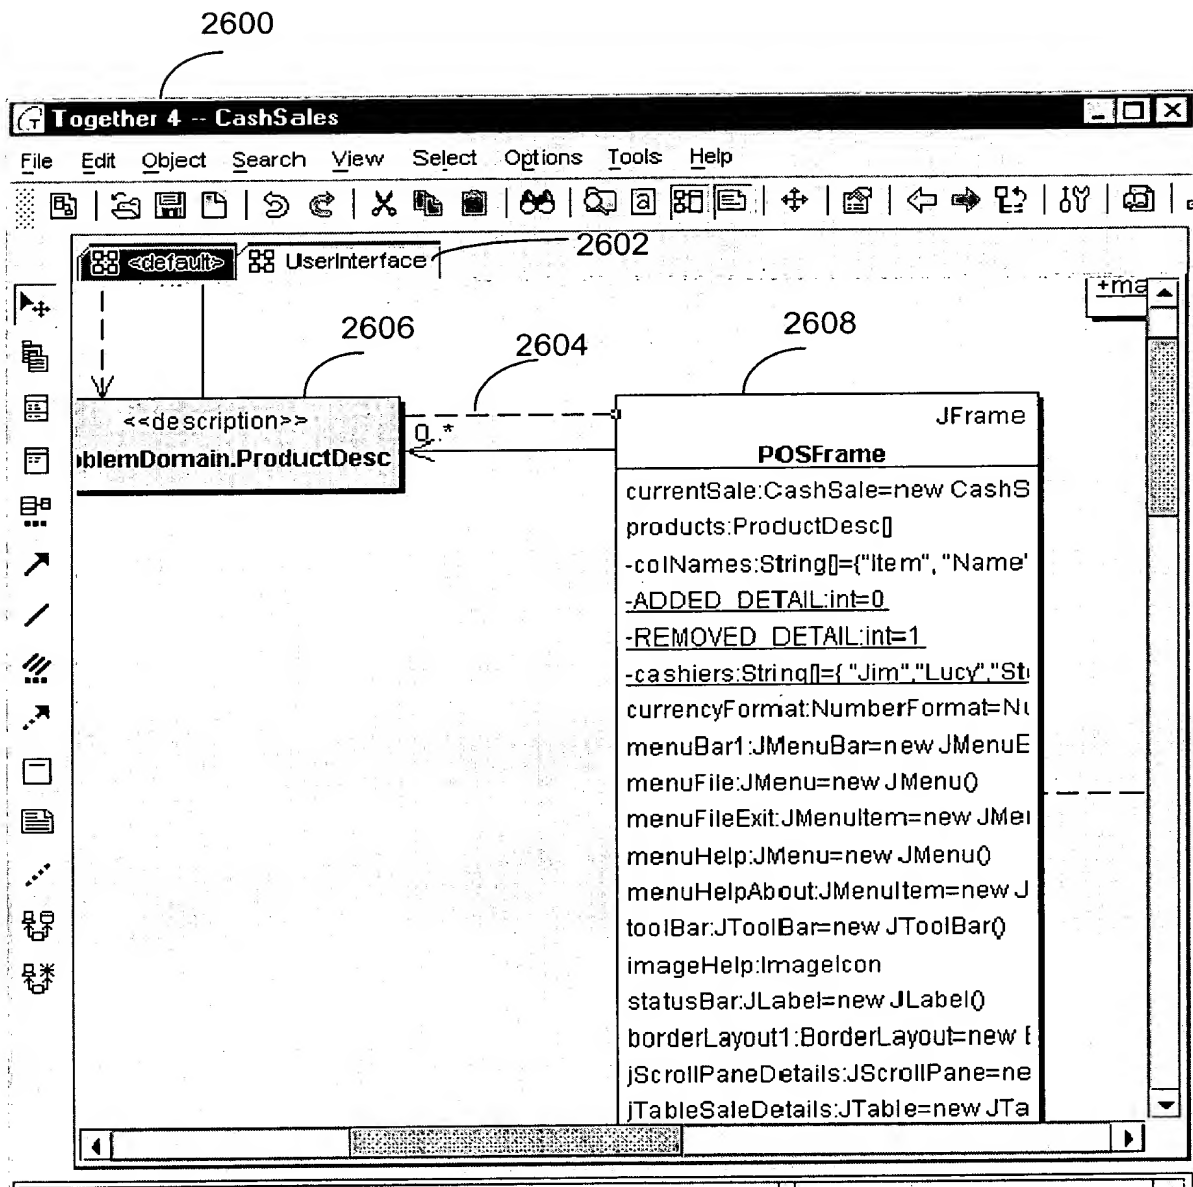 2600
Together 4 -- CashSales
File Edit Object Search View Select Options Tools Help
a
<default> UserInterface
2602
+ma
2606
2604
2608
<<description>>
0..*
JFrame
oblemDomain.ProductDesc
POSFrame
currentSale:CashSale=new CashS
products:ProductDesc[]
-colNames:String[]={"Item", "Name"
-ADDED_DETAIL:int=0
-REMOVED_DETAIL:int=1
-cashiers:String[]={ "Jim","Lucy","St
currencyFormat:NumberFormat=Nu
menuBar1:JMenuBar=new JMenuB
menuFile:JMenu=new JMenu()
menuFileExit:JMenuItem=new JMe
menuHelp:JMenu=new JMenu()
menuHelpAbout:JMenuItem=new J
toolBar:JToolBar=new JToolBar()
imageHelp:ImageIcon
statusBar:JLabel=new JLabel()
borderLayout1:BorderLayout=new B
jScrollPaneDetails:JScrollPane=ne
jTableSaleDetails:JTable=new JTa